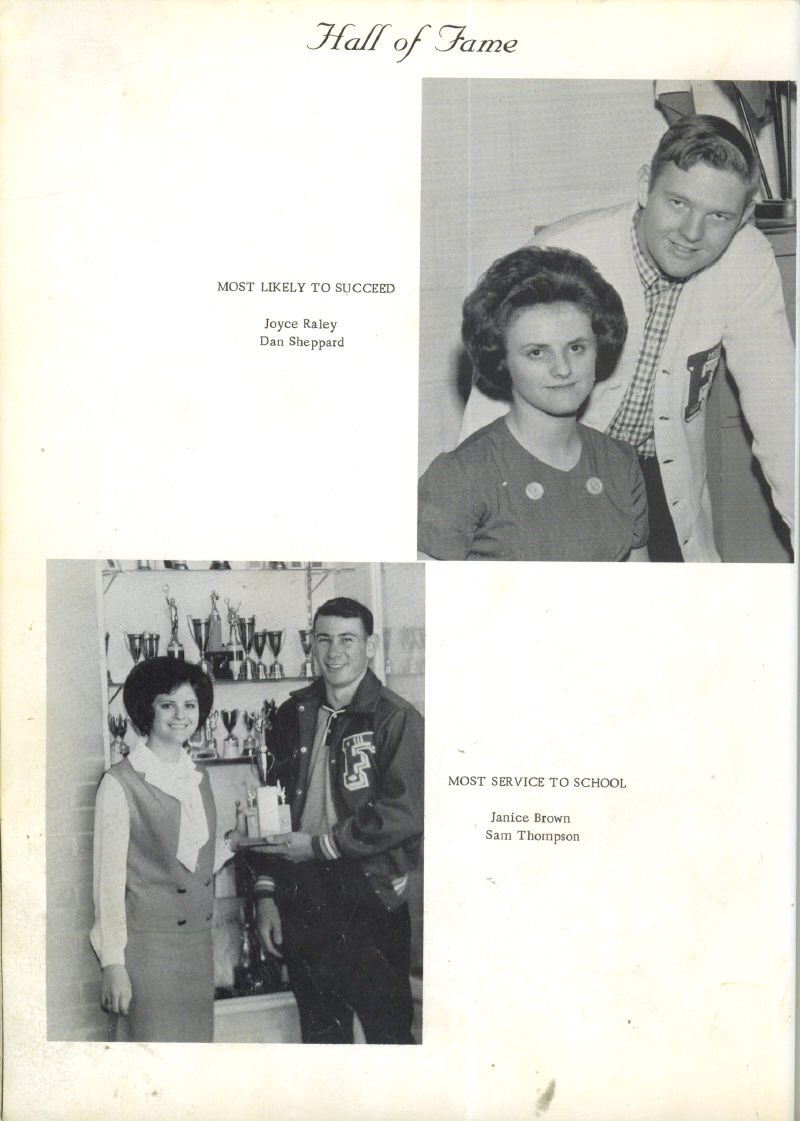 Hall of Fame
MOST LIKELY TO SUCCEED
Joyce Raley
Dan Sheppard
F
F
MOST SERVICE TO SCHOOL
Janice Brown
Sam Thompson